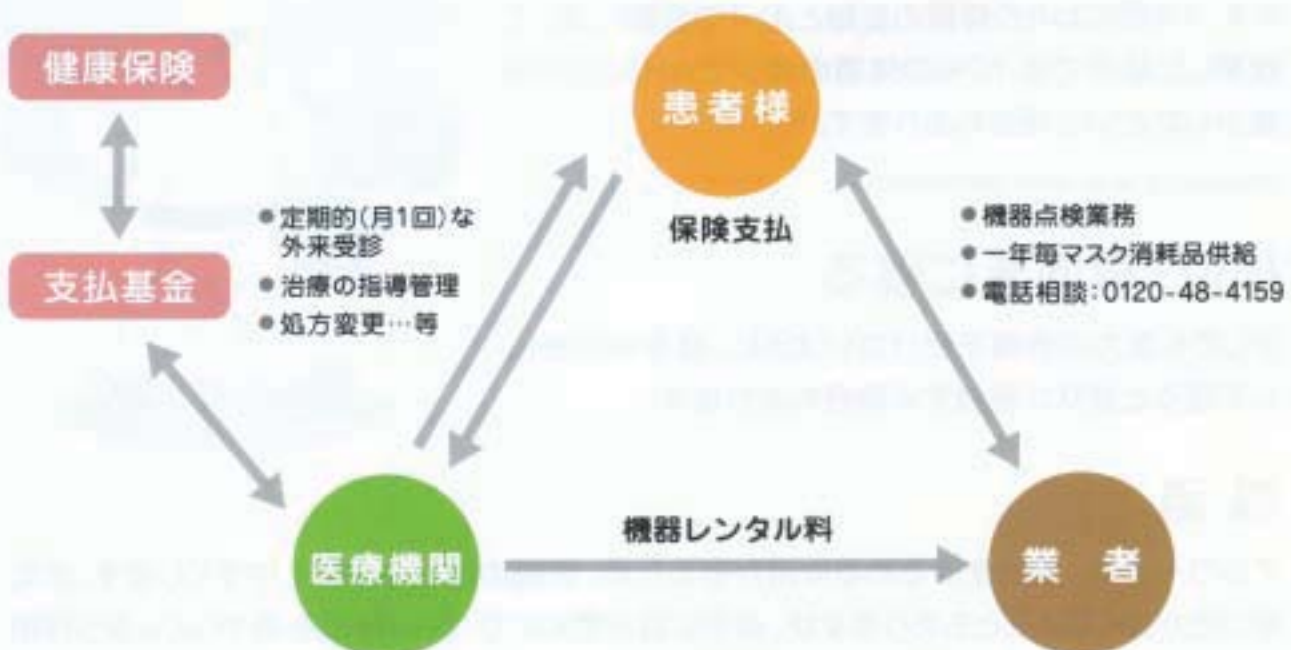 健康保険
患者様
保険支払
支払基金
●定期的(月1回)な
外来受診
●治療の指導管理
●処方変更…等
●機器点検業務
●一年毎マスク消耗品供給
●電話相談：0120-48-4159
医療機関
機器レンタル料
業 者